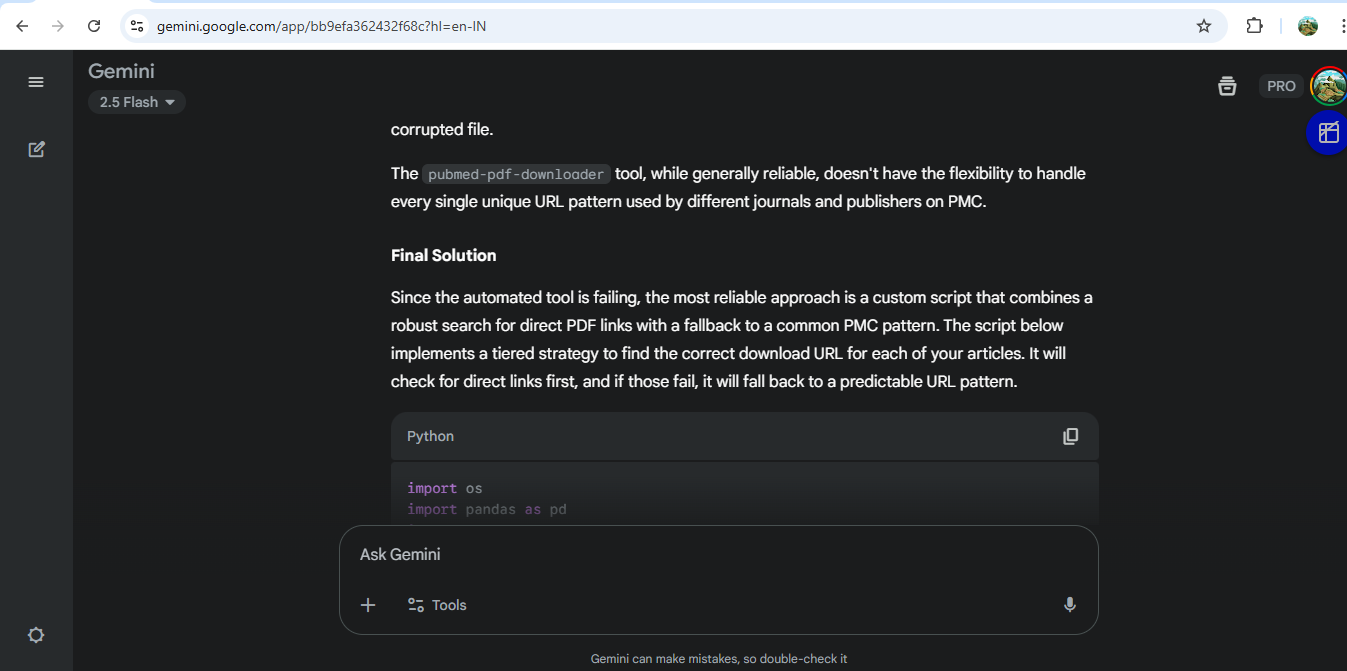 gemini.google.com/app/bb9efa362432f68c?hl=en-IN
Gemini
2.5 Flash
PRO
corrupted file.
The pubmed-pdf-downloader tool, while generally reliable, doesn't have the flexibility to handle
every single unique URL pattern used by different journals and publishers on PMC.
Final Solution
Since the automated tool is failing, the most reliable approach is a custom script that combines a
robust search for direct PDF links with a fallback to a common PMC pattern. The script below
implements a tiered strategy to find the correct download URL for each of your articles. It will
check for direct links first, and if those fail, it will fall back to a predictable URL pattern.
Python
import os
import pandas as pd
Ask Gemini
Tools
Gemini can make mistakes, so double-check it